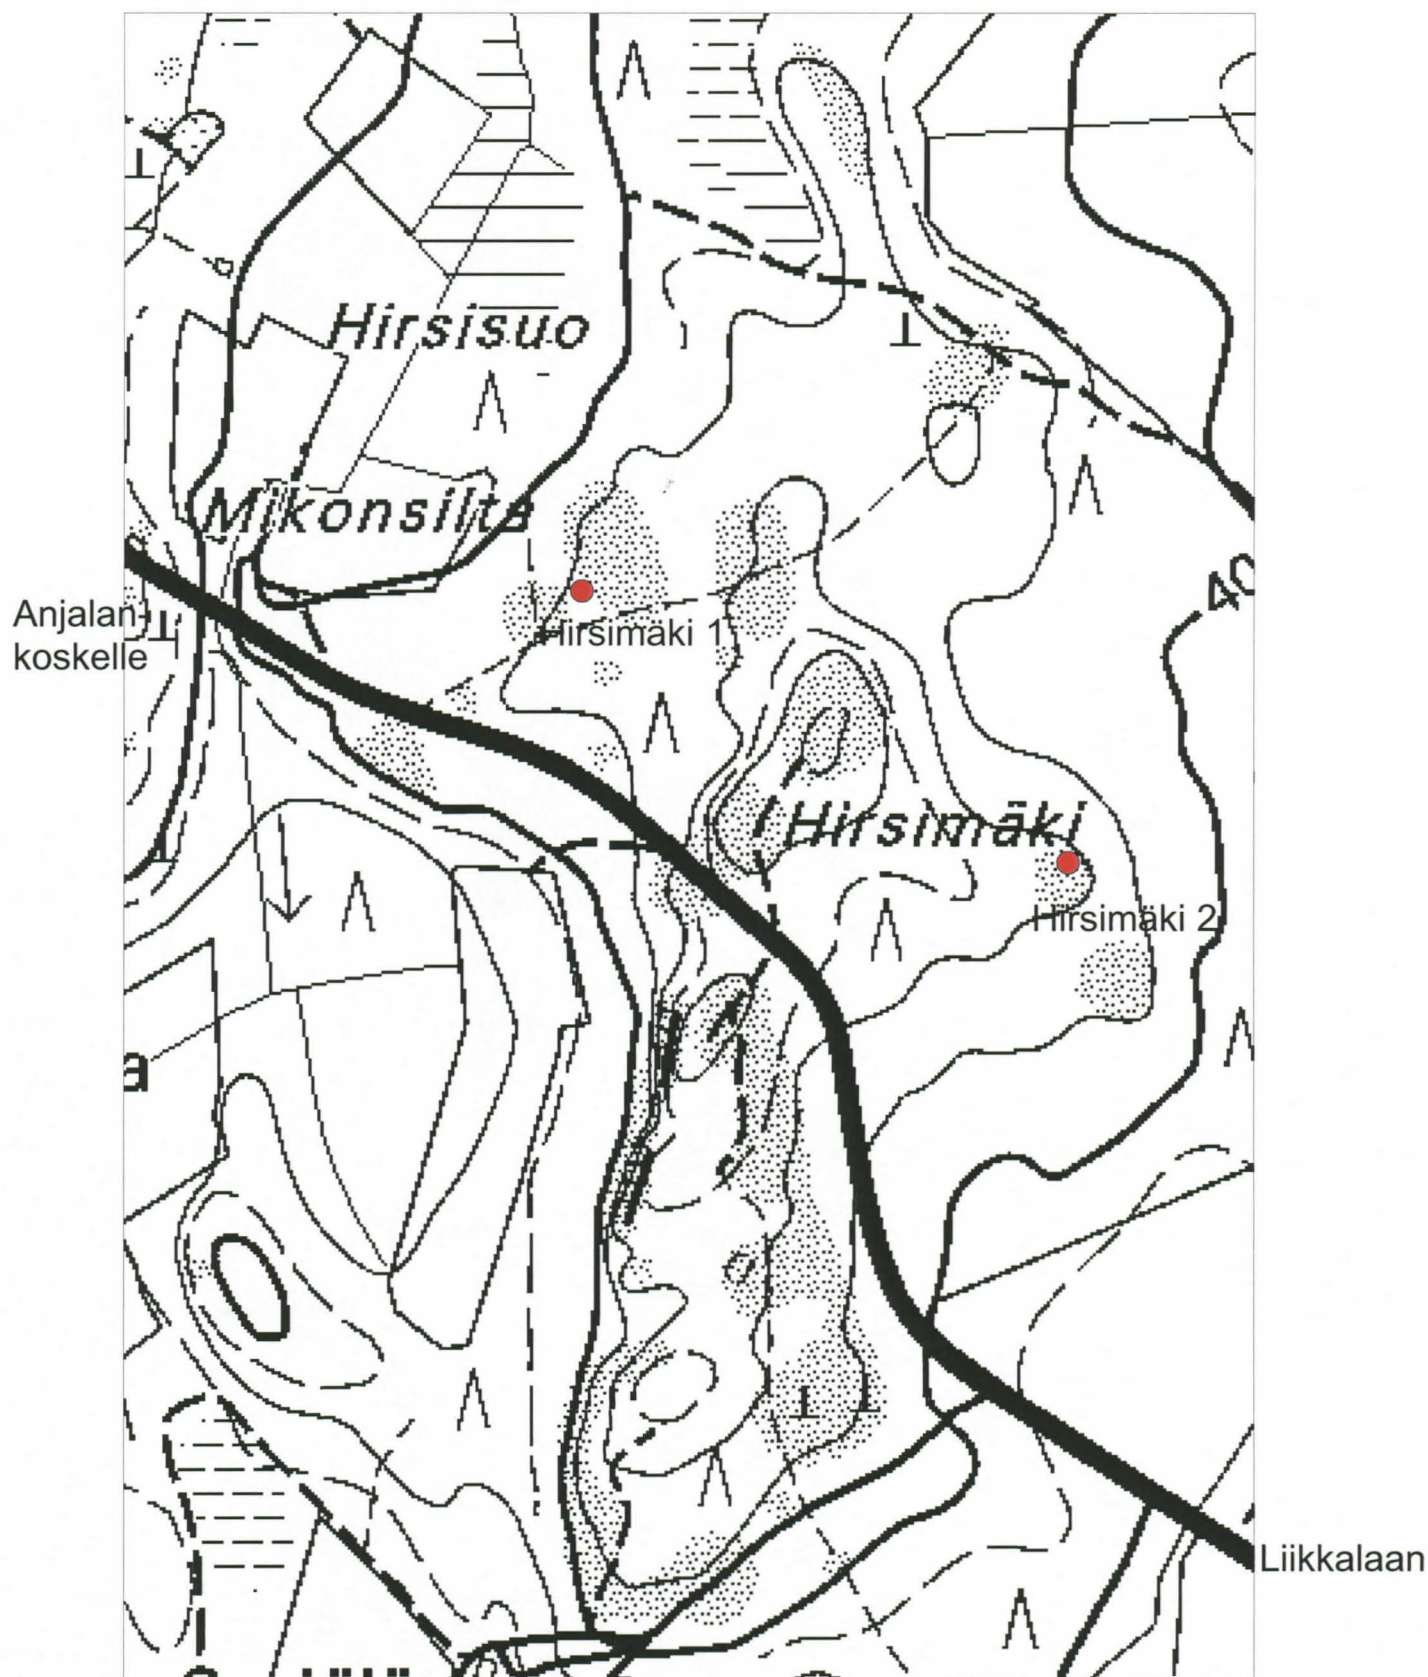 Hirsisuo
Mikonsilta
Anjalan-
koskelle
Hirsimäki 1
40
Hirsimäki
Hirsimäki 2
a
Liikkalaan